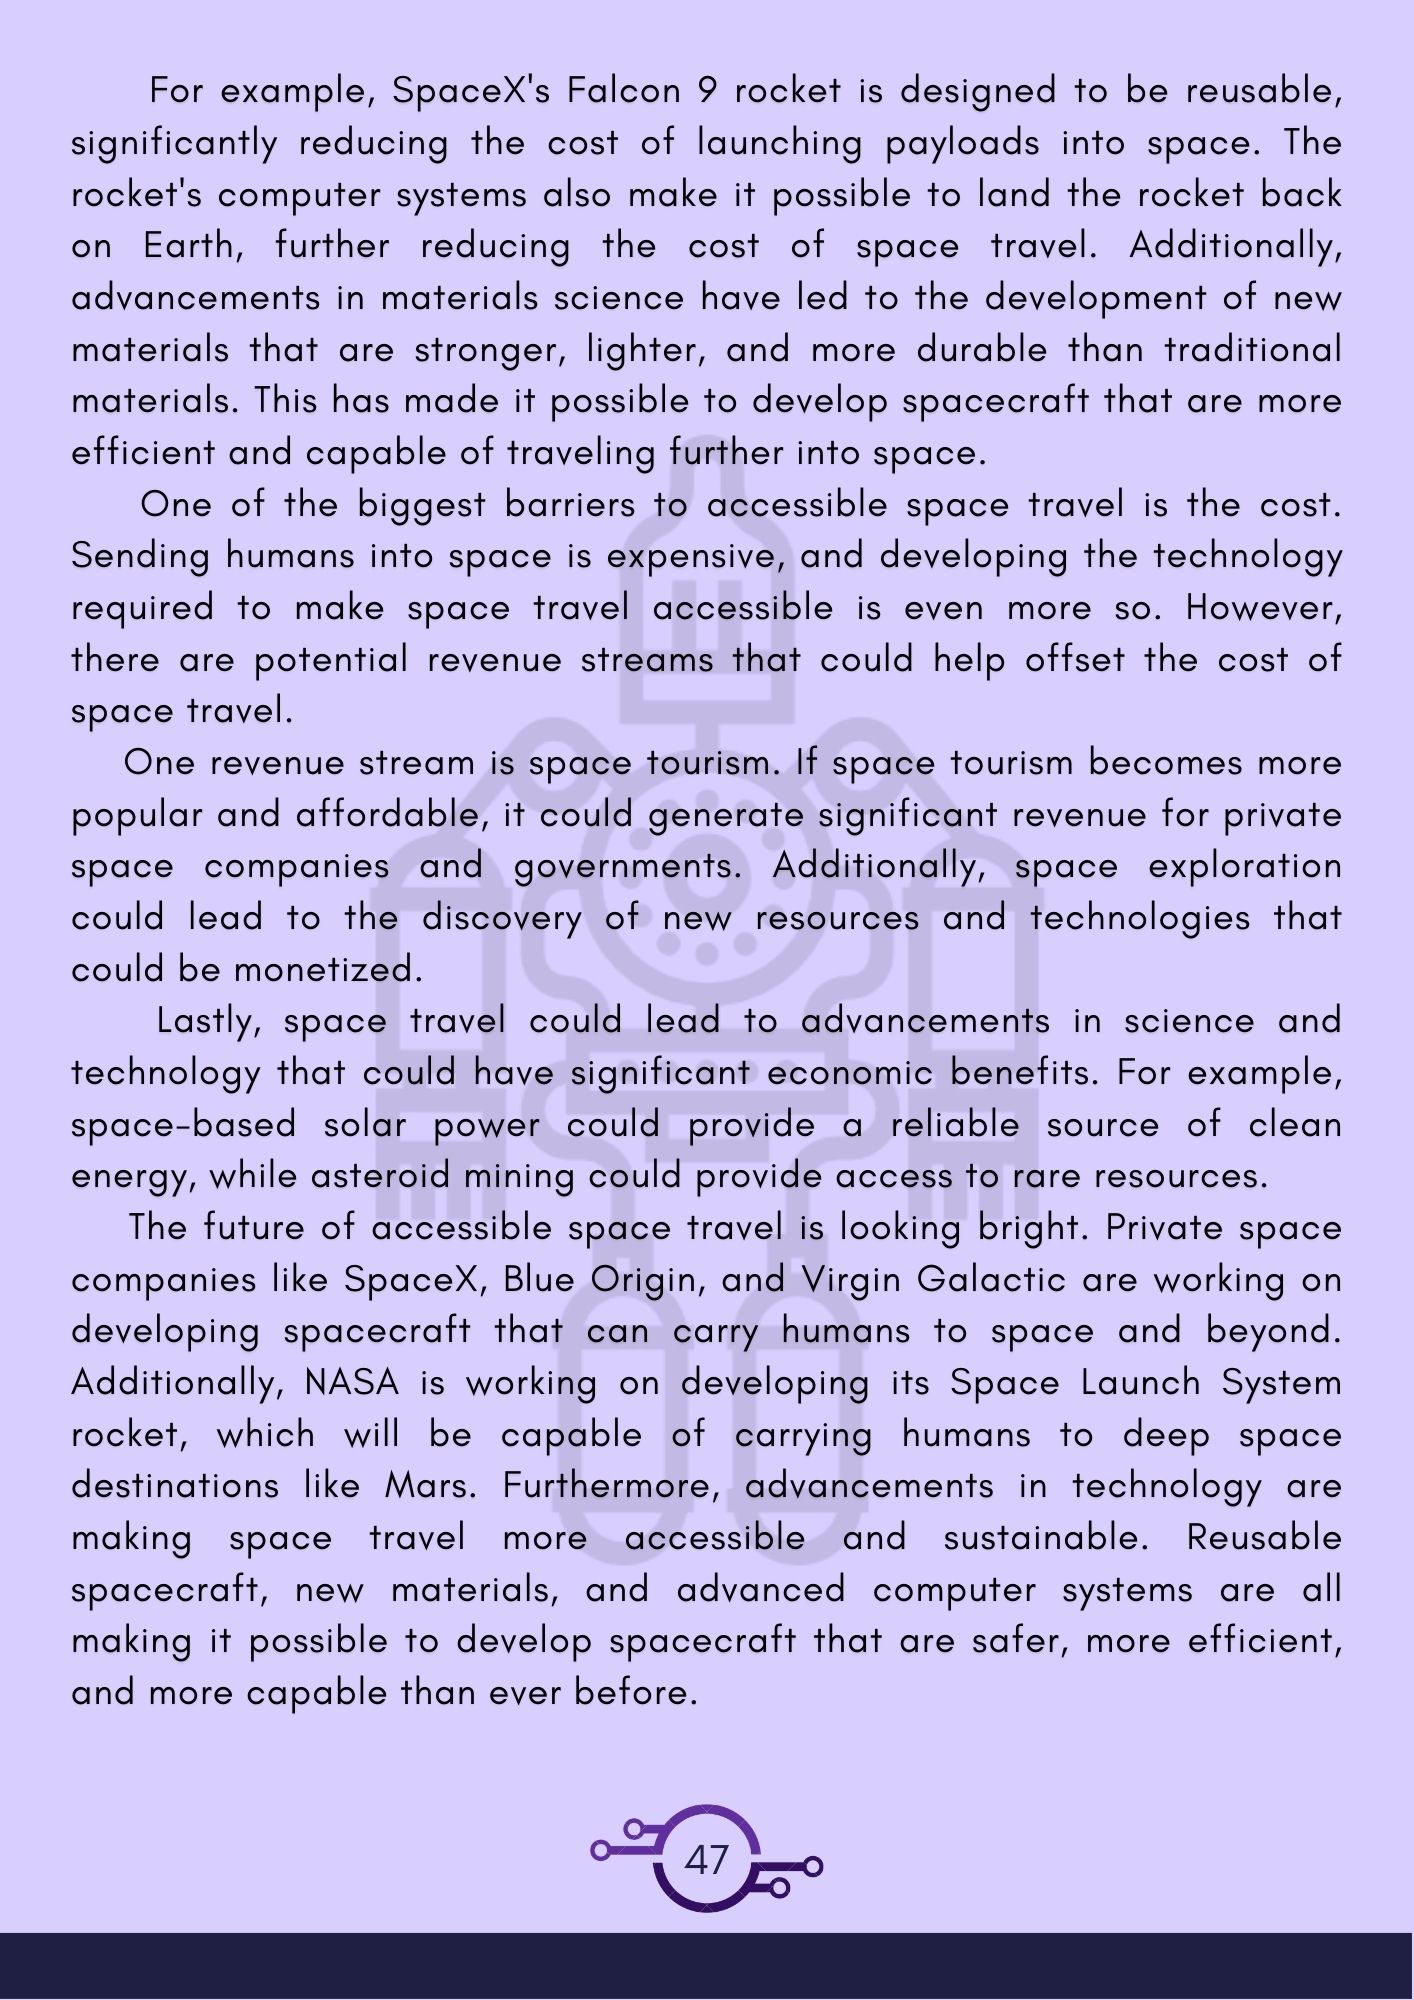 For example, SpaceX's Falcon 9 rocket is designed to be reusable,
significantly reducing the cost of launching payloads into space. The
rocket's computer systems also make it possible to land the rocket back
on Earth, further reducing the cost of space travel. Additionally,
advancements in materials science have led to the development of new
materials that are stronger, lighter, and more durable than traditional
materials. This has made it possible to develop spacecraft that are more
efficient and capable of traveling further into space.
One of the biggest barriers to accessible space travel is the cost.
Sending humans into space is expensive, and developing the technology
required to make space travel accessible is even more so. However,
there are potential revenue streams that could help offset the cost of
space travel.
One revenue stream is space tourism. If space tourism becomes more
popular and affordable, it could generate significant revenue for private
space companies and governments. Additionally, space exploration
could lead to the discovery of new resources and technologies that
could be monetized.
Lastly, space travel could lead to advancements in science and
technology that could have significant economic benefits. For example,
space-based solar power could provide a reliable source of clean
energy, while asteroid mining could provide access to rare resources.
The future of accessible space travel is looking bright. Private space
companies like SpaceX, Blue Origin, and Virgin Galactic are working on
developing spacecraft that can carry humans to space and beyond.
Additionally, NASA is working on developing its Space Launch System
rocket, which will be capable of carrying humans to deep space
destinations like Mars. Furthermore, advancements in technology are
making space travel more accessible and sustainable. Reusable
spacecraft, new materials, and advanced computer systems are all
making it possible to develop spacecraft that are safer, more efficient,
and more capable than ever before.
47